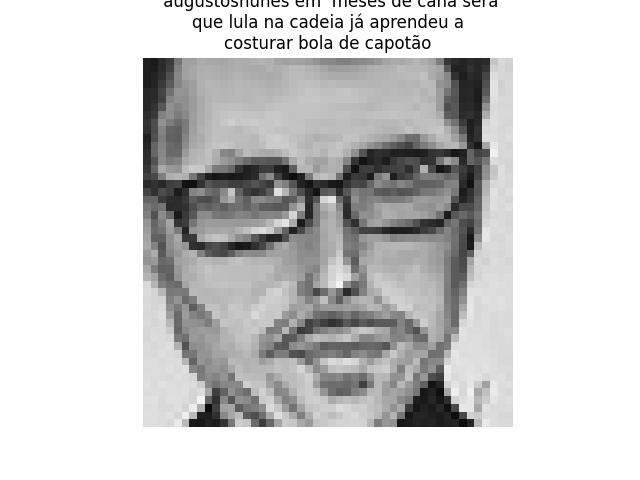 augustosnunes em  meses de cana será
que lula na cadeia já aprendeu a
costurar bola de capotão